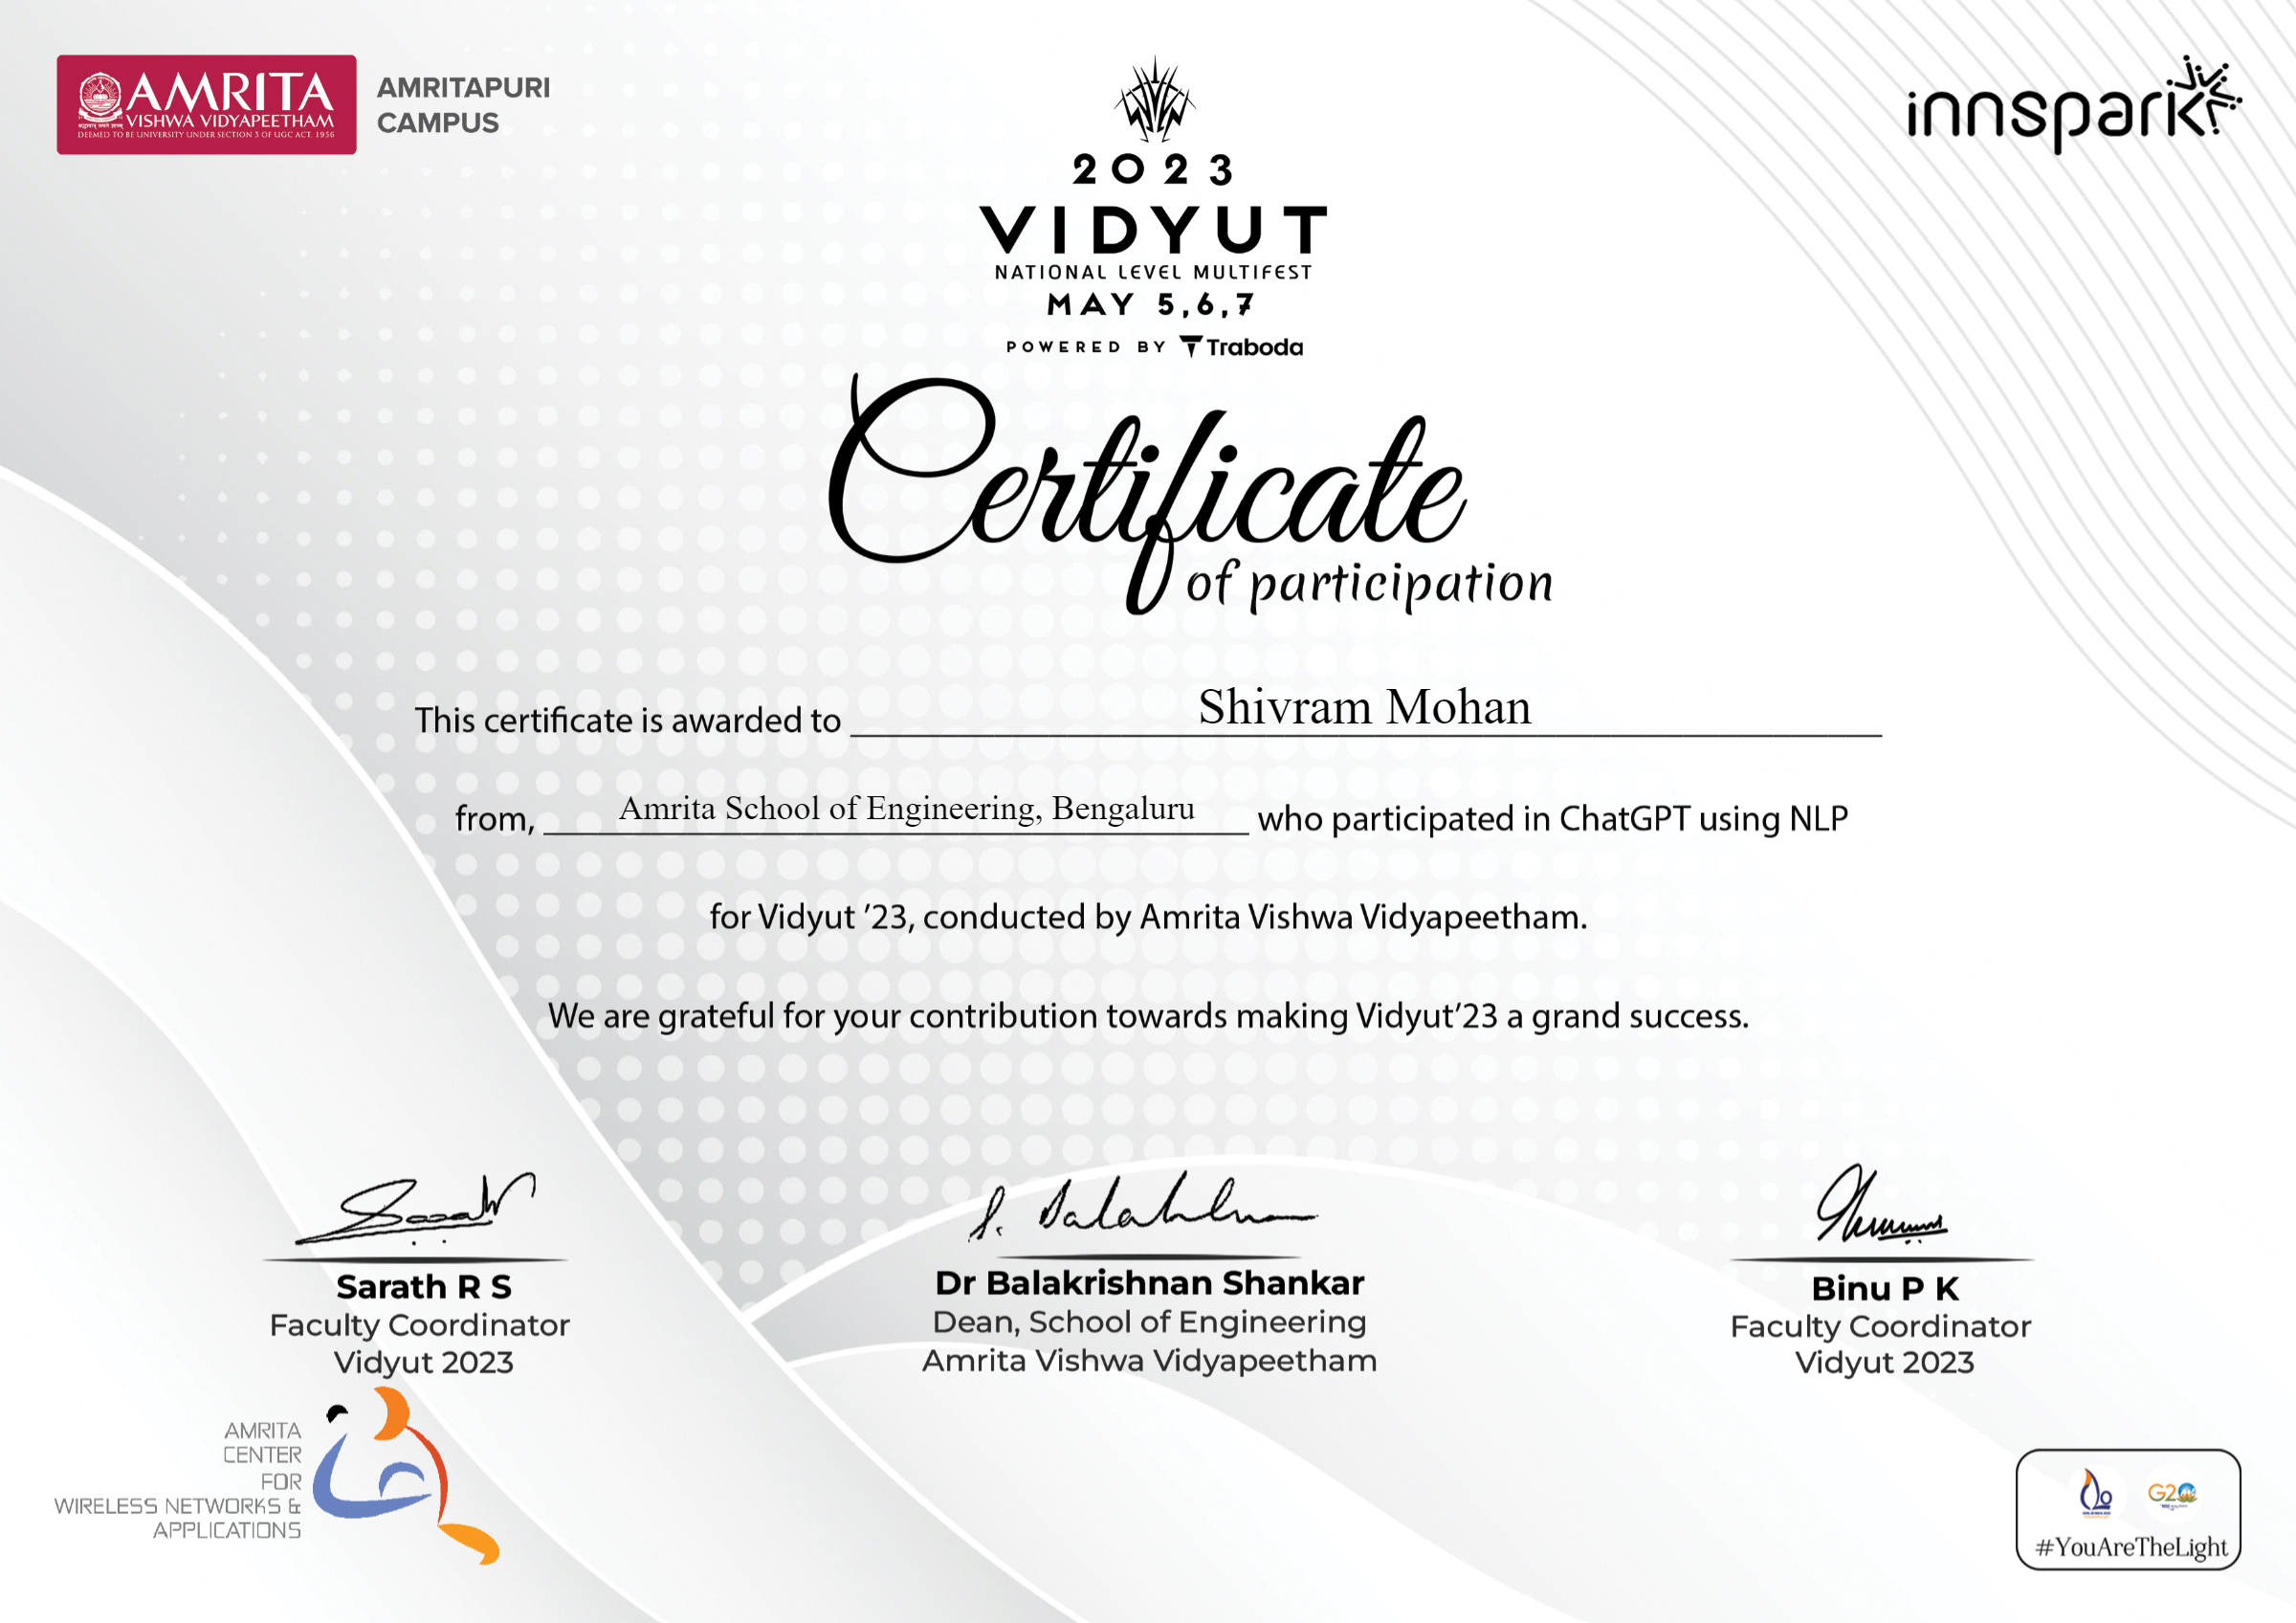 AMRITA
VISHWA VIDYAPEETHAM
DEEMED TO BE UNIVERSITY UNDER SECTION 3 OF UGC ACT. 1956
AMRITAPURI
CAMPUS
innspark
2023
VIDYUT
NATIONAL LEVEL MULTIFEST
MAY 5,6,7
POWERED BY Traboda
Certificate
of participation
This certificate is awarded to Shivram Mohan
from, Amrita School of Engineering, Bengaluru who participated in ChatGPT using NLP
for Vidyut ’23, conducted by Amrita Vishwa Vidyapeetham.
We are grateful for your contribution towards making Vidyut’23 a grand success.
Sarath R S
Faculty Coordinator
Vidyut 2023
S. Balakrishnan
Dr Balakrishnan Shankar
Dean, School of Engineering
Amrita Vishwa Vidyapeetham
Binu P K
Faculty Coordinator
Vidyut 2023
AMRITA
CENTER
FOR
WIRELESS NETWORKS &
APPLICATIONS
G20
#YouAreTheLight